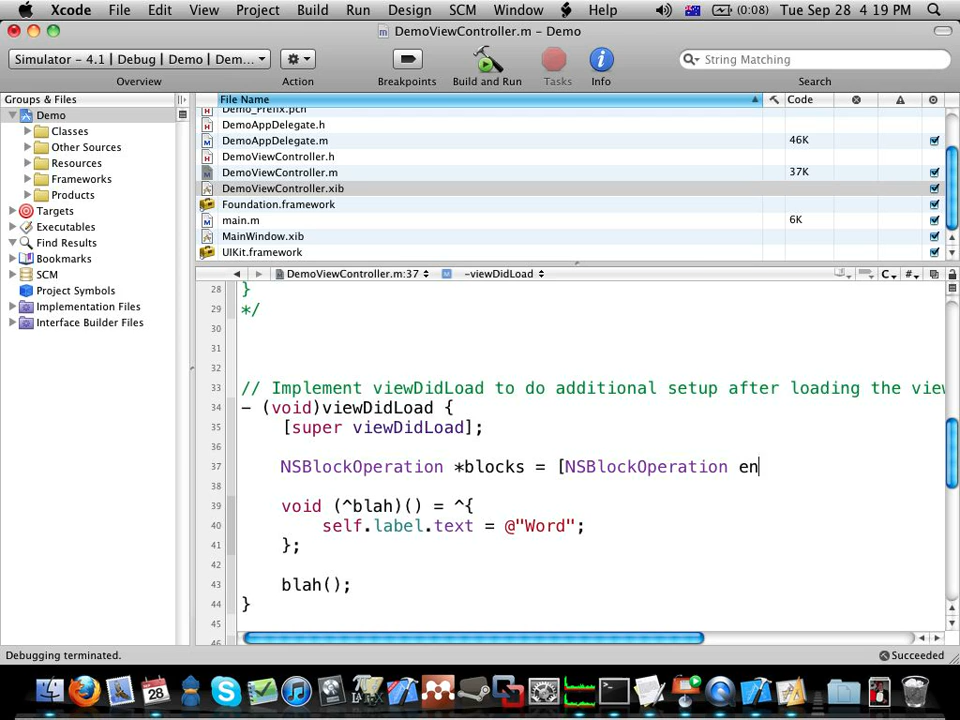 Xcode File Edit View Project Build Run Design SCM Window Help (0:08) Tue Sep 28 4:19 PM
DemoViewController.m – Demo
Simulator – 4.1 | Debug | Demo | Dem... String Matching
Overview Action Breakpoints Build and Run Tasks Info Search
Groups & Files File Name Code
Demo
Classes
Other Sources
Resources
Frameworks
Products
Targets
Executables
Find Results
Bookmarks
SCM
Project Symbols
Implementation Files
Interface Builder Files
Demo_Prefix.pch
DemoAppDelegate.h
DemoAppDelegate.m 46K
DemoViewController.h
DemoViewController.m 37K
DemoViewController.xib
Foundation.framework
main.m 6K
MainWindow.xib
UIKit.framework
DemoViewController.m:37 M -viewDidLoad C #
28 }
29 */
30
31
32
33 // Implement viewDidLoad to do additional setup after loading the view
34 - (void)viewDidLoad {
35 [super viewDidLoad];
36
37 NSBlockOperation *blocks = [NSBlockOperation en
38
39 void (^blah)() = ^{
40 self.label.text = @"Word";
41 };
42
43 blah();
44 }
45
46
Debugging terminated. Succeeded